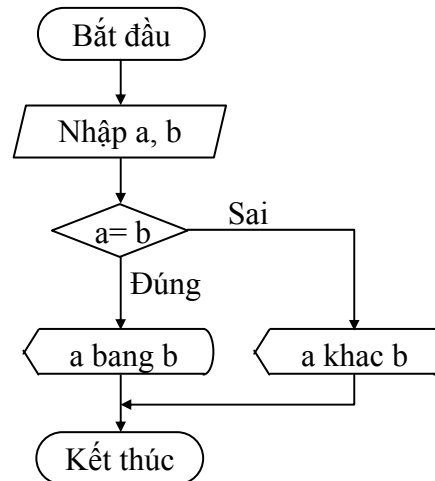 Bắt đầu
Nhập a, b
a= b
Sai
Đúng
a bang b
a khac b
Kết thúc